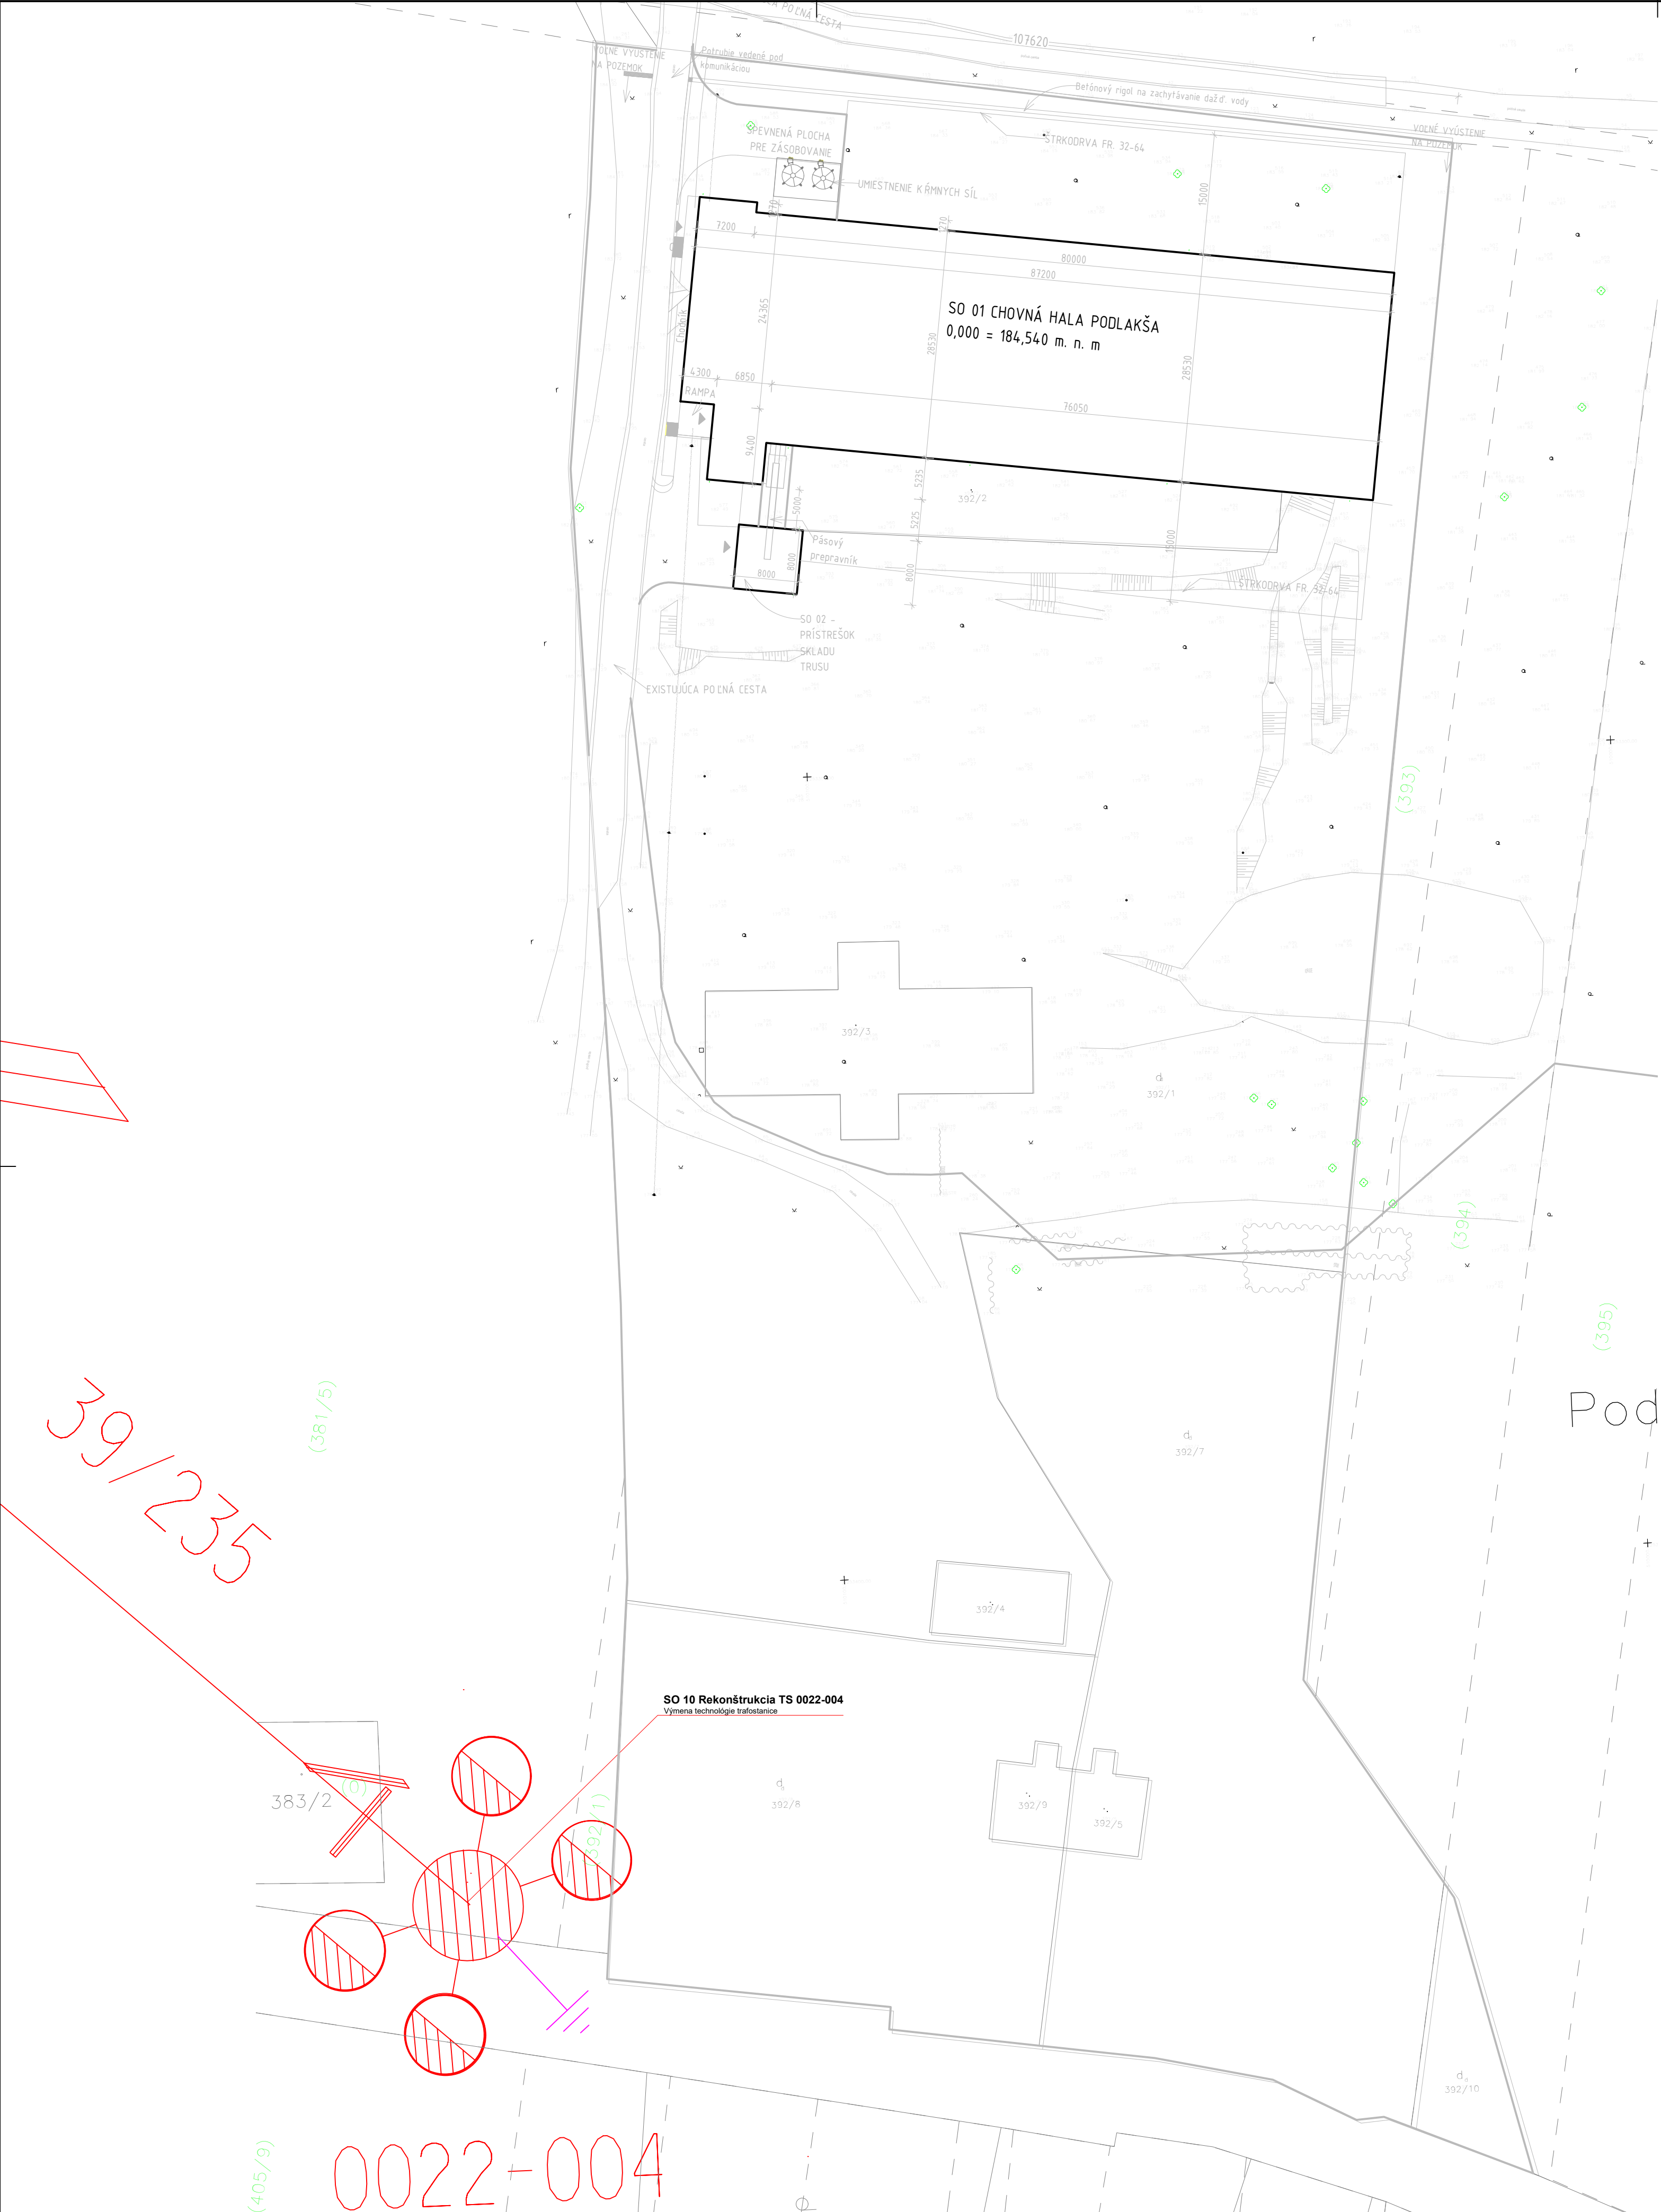 POĽNÁ CESTA
107620
VOĽNÉ VYÚSTENIE
NA POZEMOK
Potrubie vedené pod
komunikáciou
Betónový rigol na zachytávanie dažď. vody
VOĽNÉ VYÚSTENIE
NA POZEMOK
SPEVNENÁ PLOCHA
PRE ZÁSOBOVANIE
ŠTRKODRVA FR. 32-64
UMIESTNENIE KŔMNYCH SÍL
15000
7200
1270
80000
87200
SO 01 CHOVNÁ HALA PODLAKŠA
0,000 = 184,540 m. n. m
Chodník
24365
28530
28530
4300
6850
RAMPA
76050
9400
5235
392/2
5000
5225
15000
Pásový
prepravník
8000
8000
8000
ŠTRKODRVA FR. 32-64
SO 02 -
PRÍSTREŠOK
SKLADU
TRUSU
EXISTUJÚCA POĽNÁ CESTA
(393)
392/3
392/1
(394)
(395)
39/235
(381/5)
Pod
392/7
392/4
SO 10 Rekonštrukcia TS 0022-004
Výmena technológie trafostanice
(0)
383/2
392/8
(392/1)
392/9
392/5
392/10
(405/9)
0022-004